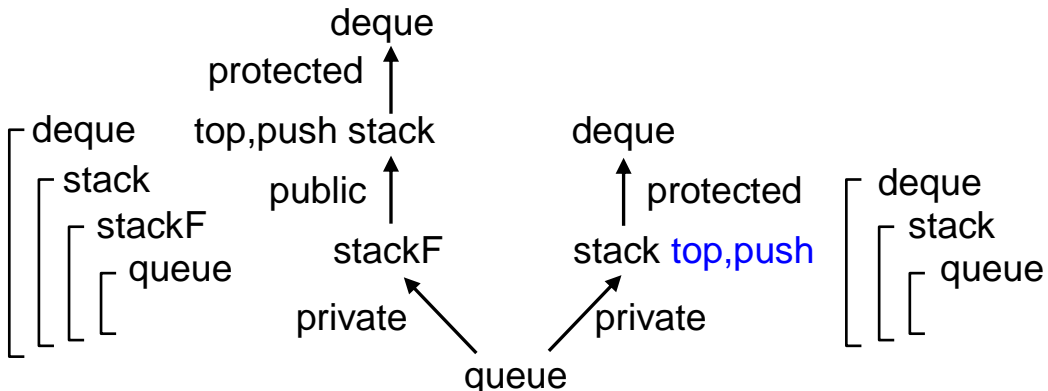 deque
protected
deque top,push stack deque
stack public protected deque
stackF stackF stack top,push stack
queue queue
private private
queue